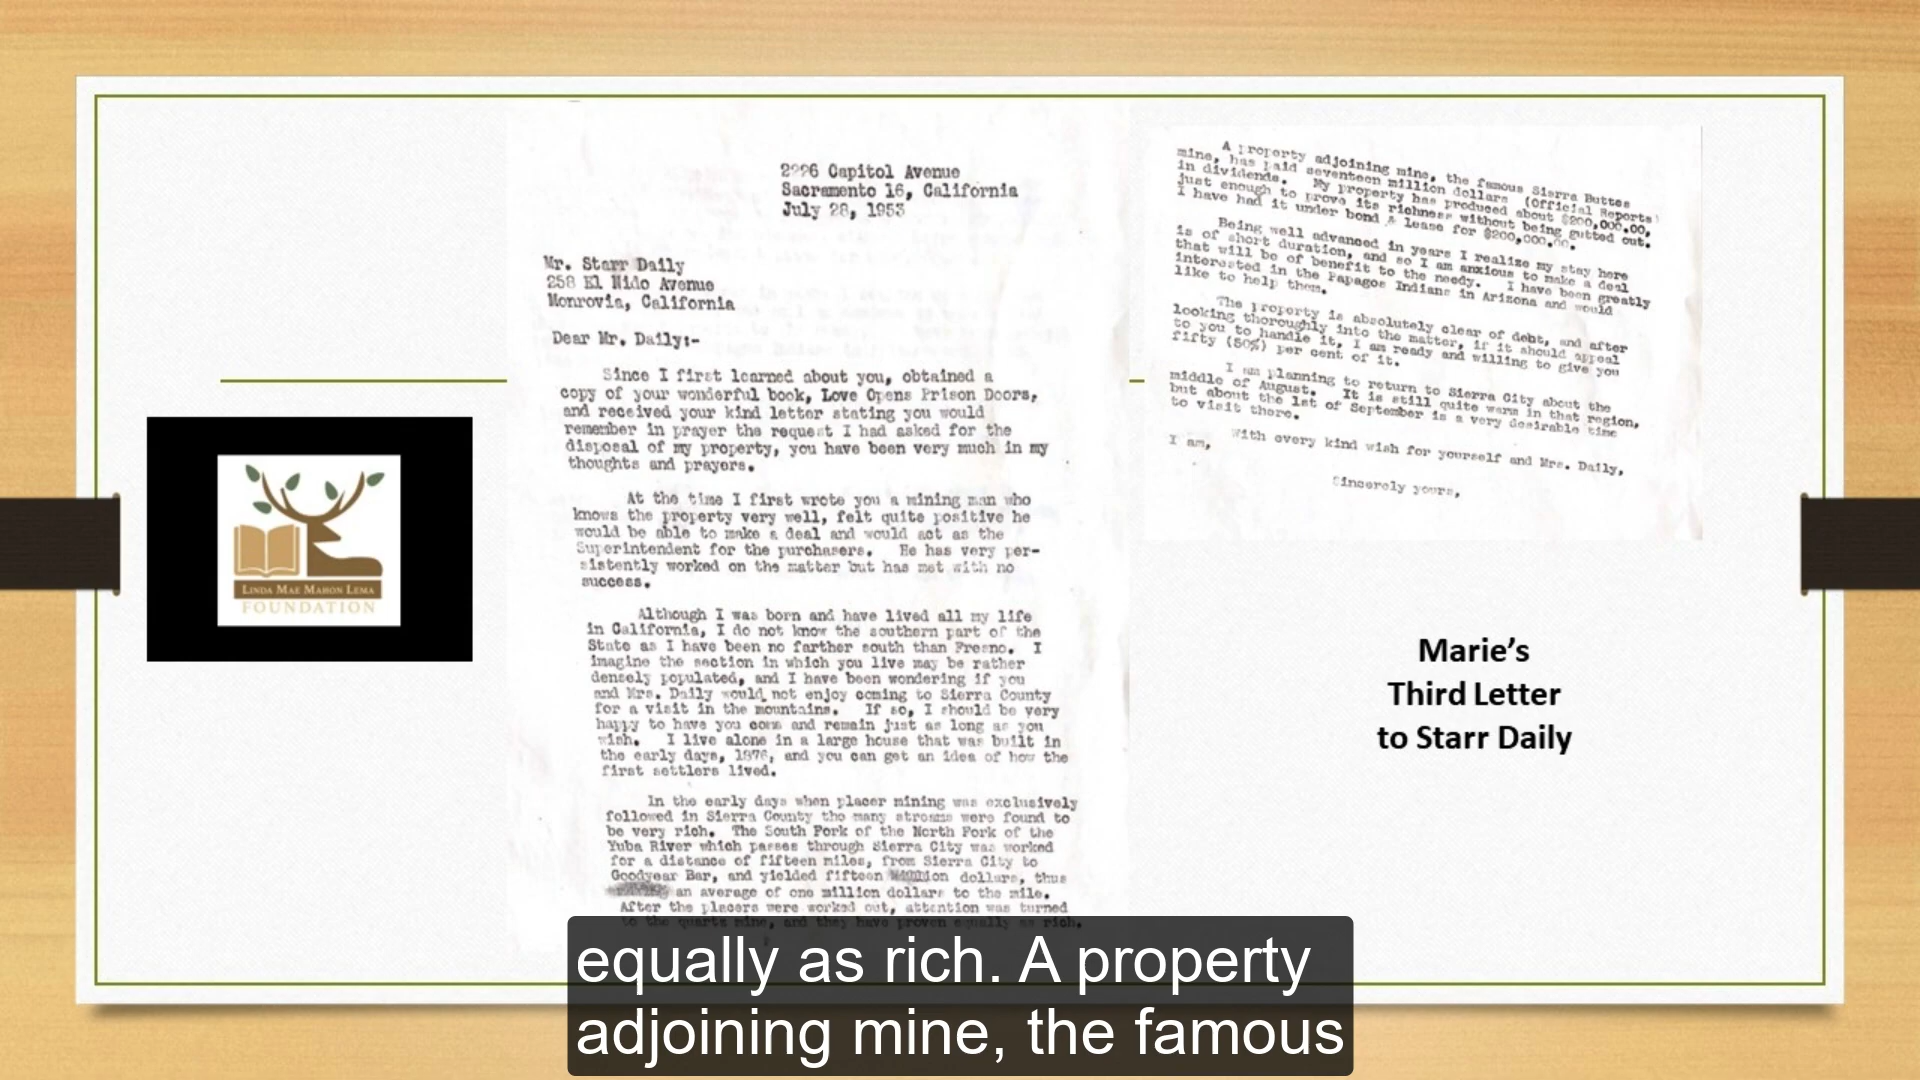 2226 Capitol Avenue
Sacramento 16, California
July 28, 1953
Mr. Starr Daily
258 El Nido Avenue
Monrovia, California
Dear Mr. Daily:-
Since I first learned about you, obtained a
copy of your wonderful book, Love Opens Prison Doors,
and received your kind letter stating you would
remember in prayer the request I had asked for the
disposal of my property, you have been very much in my
thoughts and prayers.
At the time I first wrote you a mining man who
knows the property very well, felt quite positive he
would be able to make a deal and would act as the
Superintendent for the purchasers. He has very per-
sistently worked on the matter but has met with no
success.
Although I was born and have lived all my life
in California, I do not know the southern part of the
State as I have been no farther south than Fresno. I
imagine the section in which you live may be rather
densely populated, and I have been wondering if you
and Mrs. Daily would not enjoy coming to Sierra County
for a visit in the mountains. If so, I should be very
happy to have you come and remain just as long as you
wish. I live alone in a large house that was built in
the early days, 1876, and you can get an idea of how the
first settlers lived.
In the early days when placer mining was exclusively
followed in Sierra County the many streams were found to
be very rich. The South Fork of the North Fork of the
Yuba River which passes through Sierra City was worked
for a distance of fifteen miles, from Sierra City to
Goodyear Bar, and yielded fifteen million dollars, thus
an average of one million dollars to the mile.
After the placers were worked out, attention was turned
to the quartz mine, and they have proven equally as rich.
A property adjoining mine, the famous Sierra Buttes
mine, has paid seventeen million dollars (Official Reports)
in dividends. My property has produced about $200,000.00,
just enough to prove its richness without being gutted out.
I have had it under bond & lease for $200,000.00.
Being well advanced in years I realize my stay here
is of short duration, and so I am anxious to make a deal
that will be of benefit to the needy. I have been greatly
interested in the Papagos Indians in Arizona and would
like to help them.
The property is absolutely clear of debt, and after
looking thoroughly into the matter, if it should appeal
to you to handle it, I am ready and willing to give you
fifty (50%) per cent of it.
I am planning to return to Sierra City about the
middle of August. It is still quite warm in that region,
but about the 1st of September is a very desirable time
to visit there.
With every kind wish for yourself and Mrs. Daily,
I am,
Sincerely yours,
LINDA MAE MAHON LEMA
FOUNDATION
Marie's
Third Letter
to Starr Daily
equally as rich. A property
adjoining mine, the famous